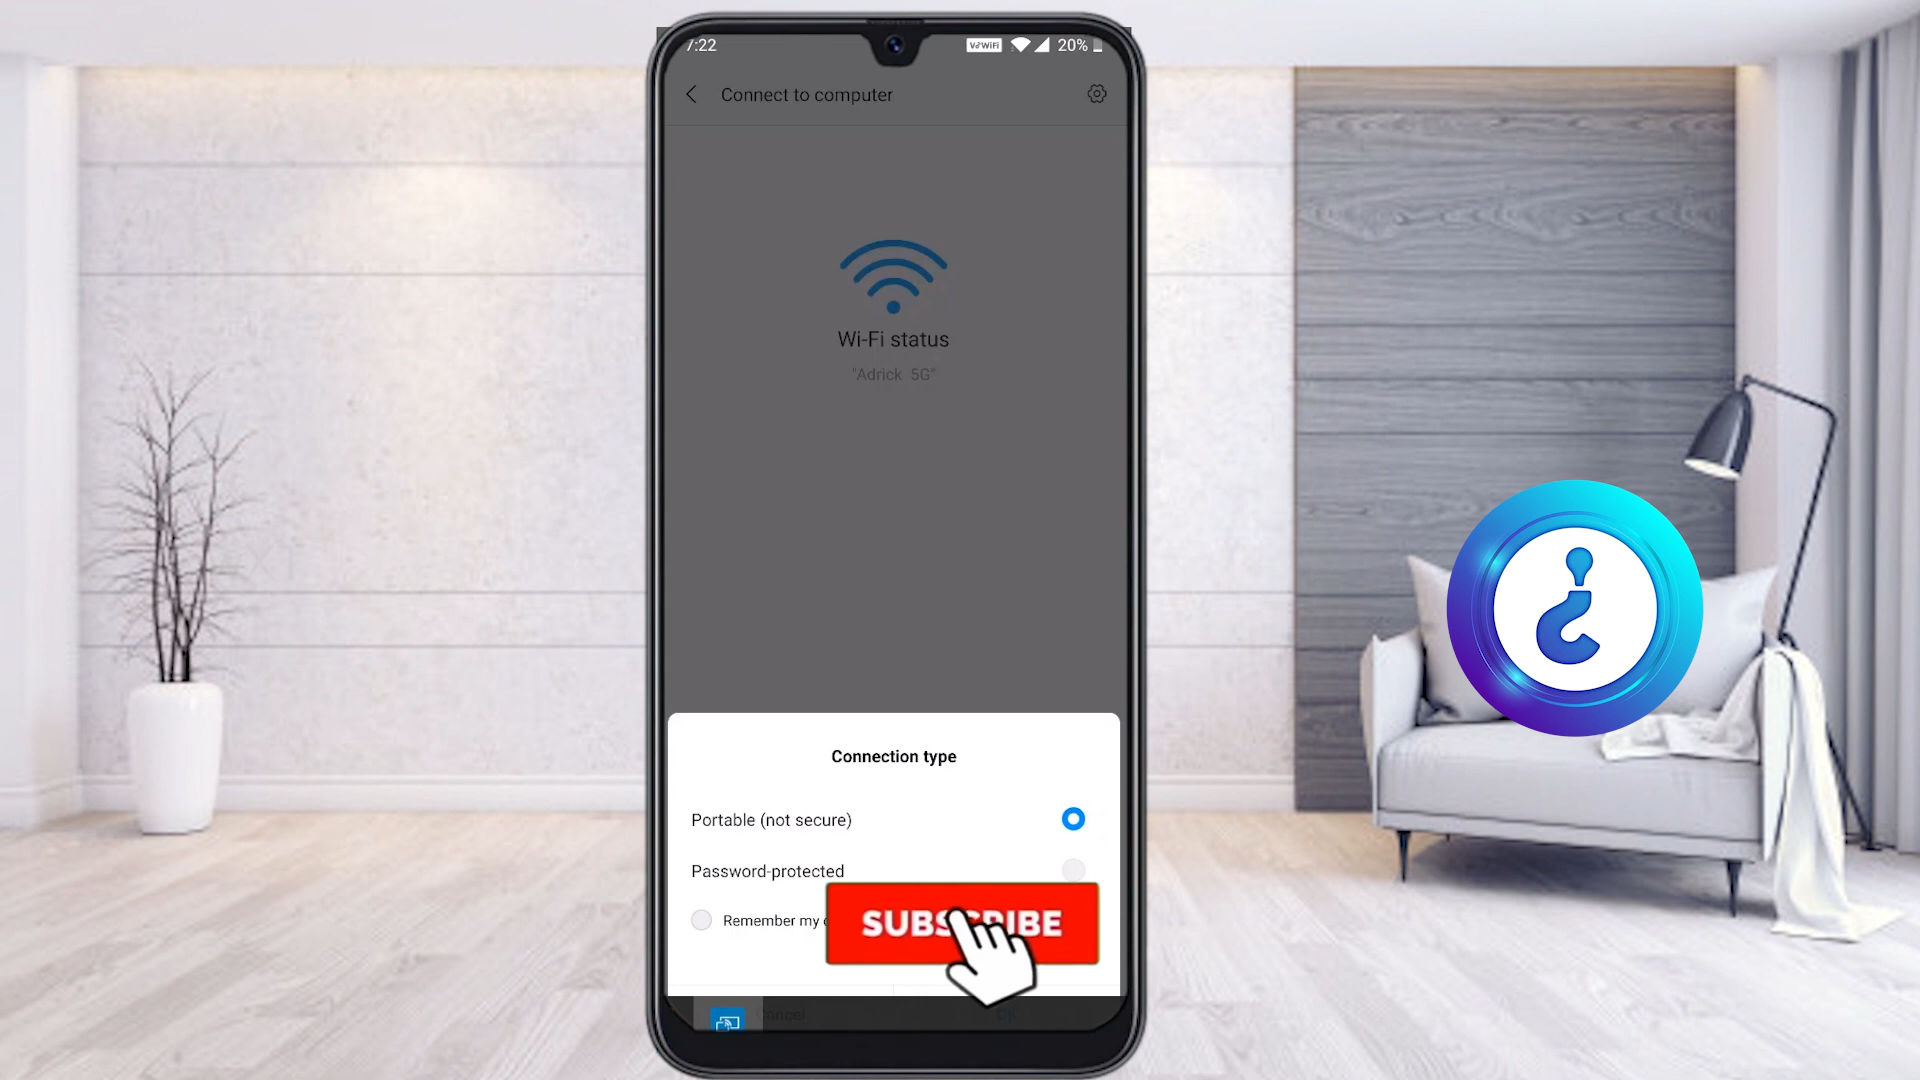 7:22
VoWiFi
20%
Connect to computer
Wi-Fi status
"Adrick 5G"
Connection type
Portable (not secure)
Password-protected
Remember my
SUBSCRIBE
Cancel